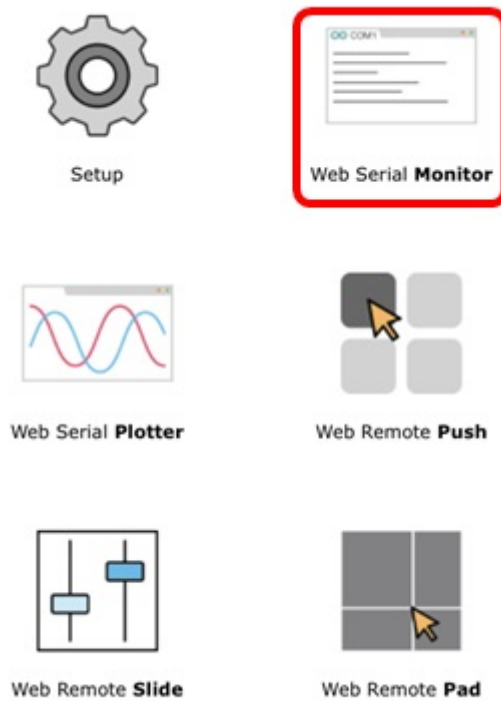 COM1
Setup
Web Serial Monitor
Web Serial Plotter
Web Remote Push
Web Remote Slide
Web Remote Pad